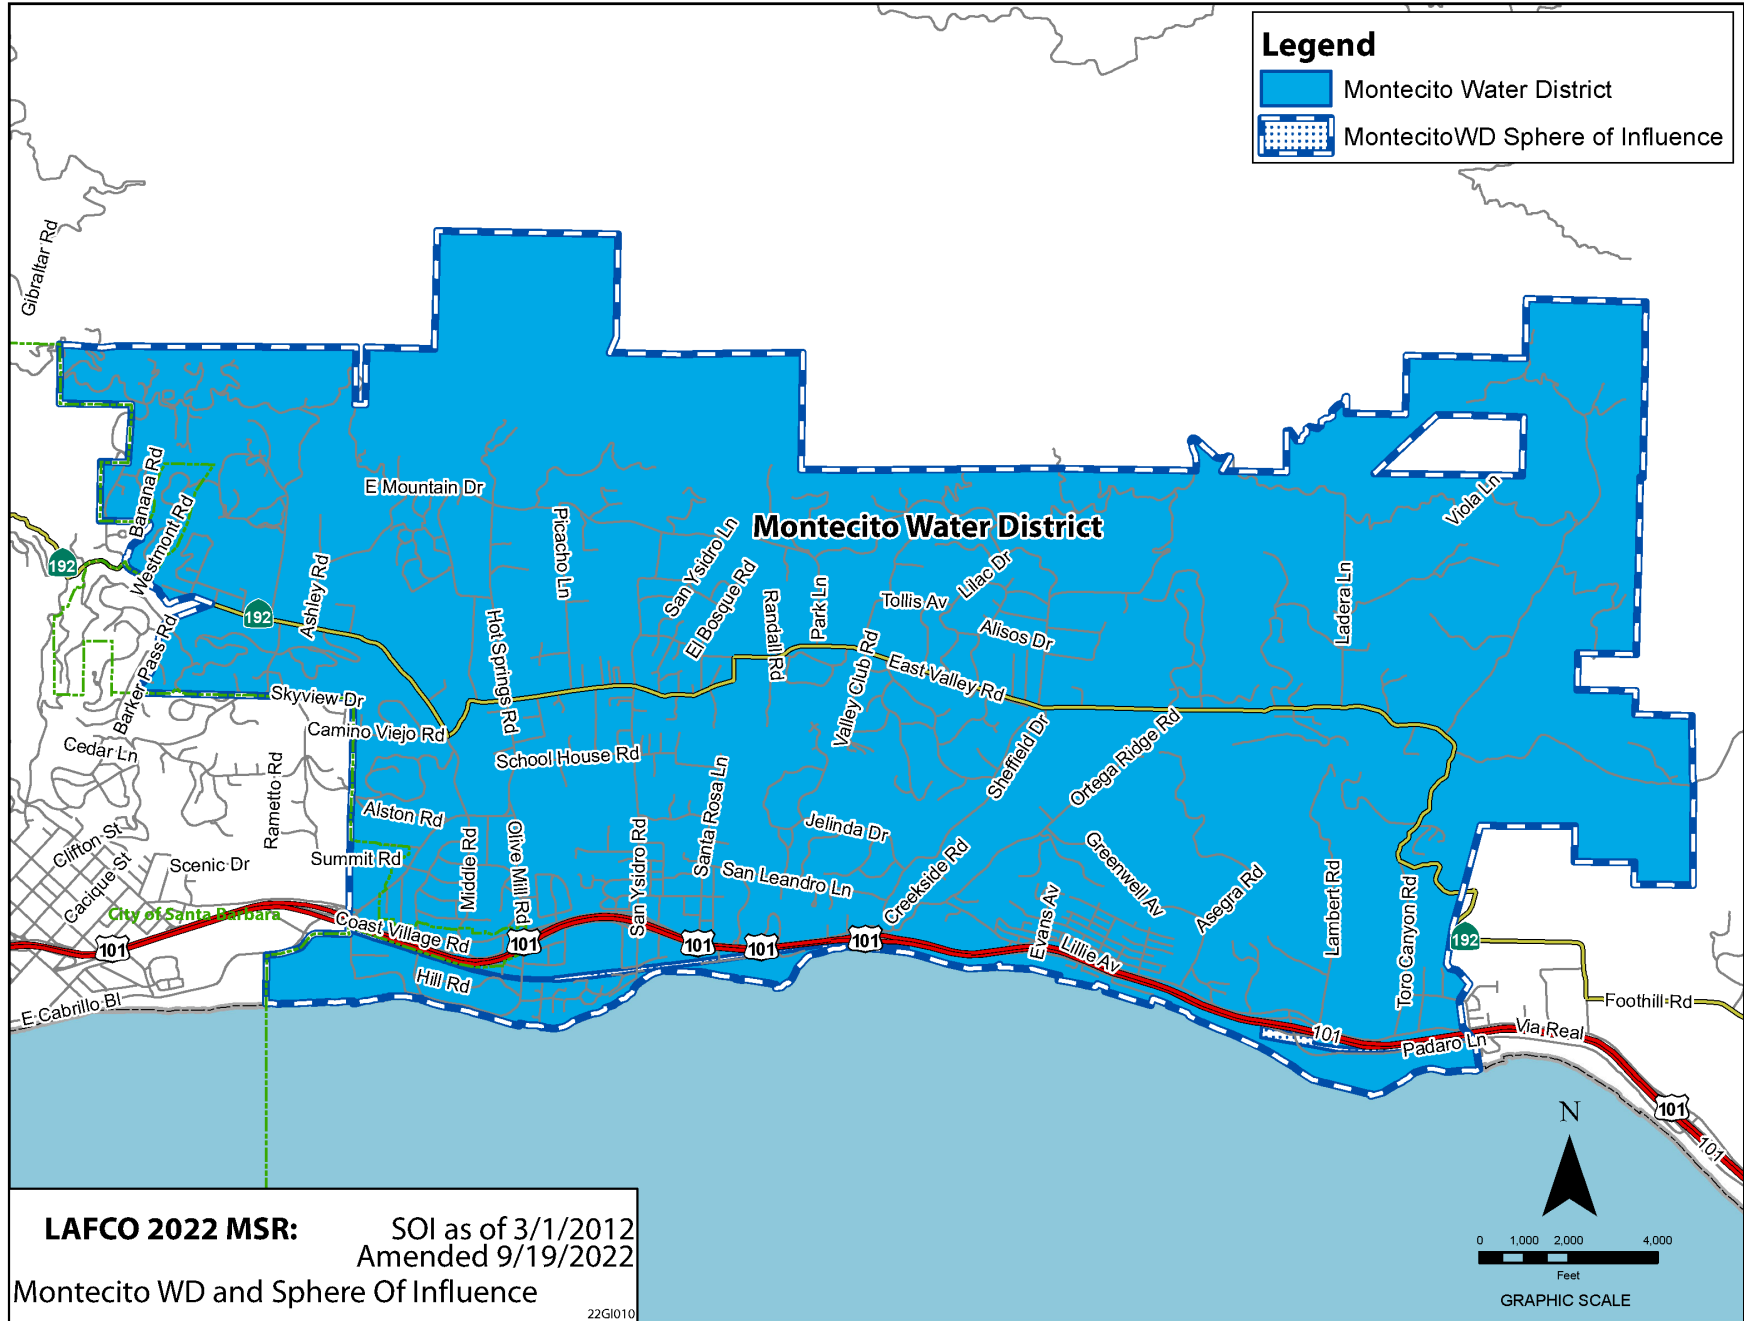 Legend
Montecito Water District
MontecitoWD Sphere of Influence
Gibraltar Rd
Banana Rd
Westmont Rd
E Mountain Dr
Picacho Ln
San Ysidro Ln
El Bosque Rd
Montecito Water District
Viola Ln
192
192
Ashley Rd
Barker Pass Rd
Hot Springs Rd
Randall Rd
Park Ln
Tollis Av
Lilac Dr
Alisos Dr
Ladera Ln
Valley Club Rd
East Valley Rd
Skyview Dr
Camino Viejo Rd
Cedar Ln
School House Rd
Sheffield Dr
Ortega Ridge Rd
Rametto Rd
Alston Rd
Santa Rosa Ln
Jelinda Dr
Clifton St
Cacique St
Scenic Dr
Summit Rd
Middle Rd
Olive Mill Rd
San Ysidro Rd
San Leandro Ln
Creekside Rd
Greenwell Av
Asegra Rd
Lambert Rd
Toro Canyon Rd
Evans Av
City of Santa Barbara
Coast Village Rd
101
101
101
101
101
Lillie Av
192
Hill Rd
E Cabrillo Bl
Foothill Rd
101
Padaro Ln
Via Real
101
101
N
0 1,000 2,000 4,000
Feet
GRAPHIC SCALE
LAFCO 2022 MSR: SOI as of 3/1/2012
Amended 9/19/2022
Montecito WD and Sphere Of Influence
22GI010